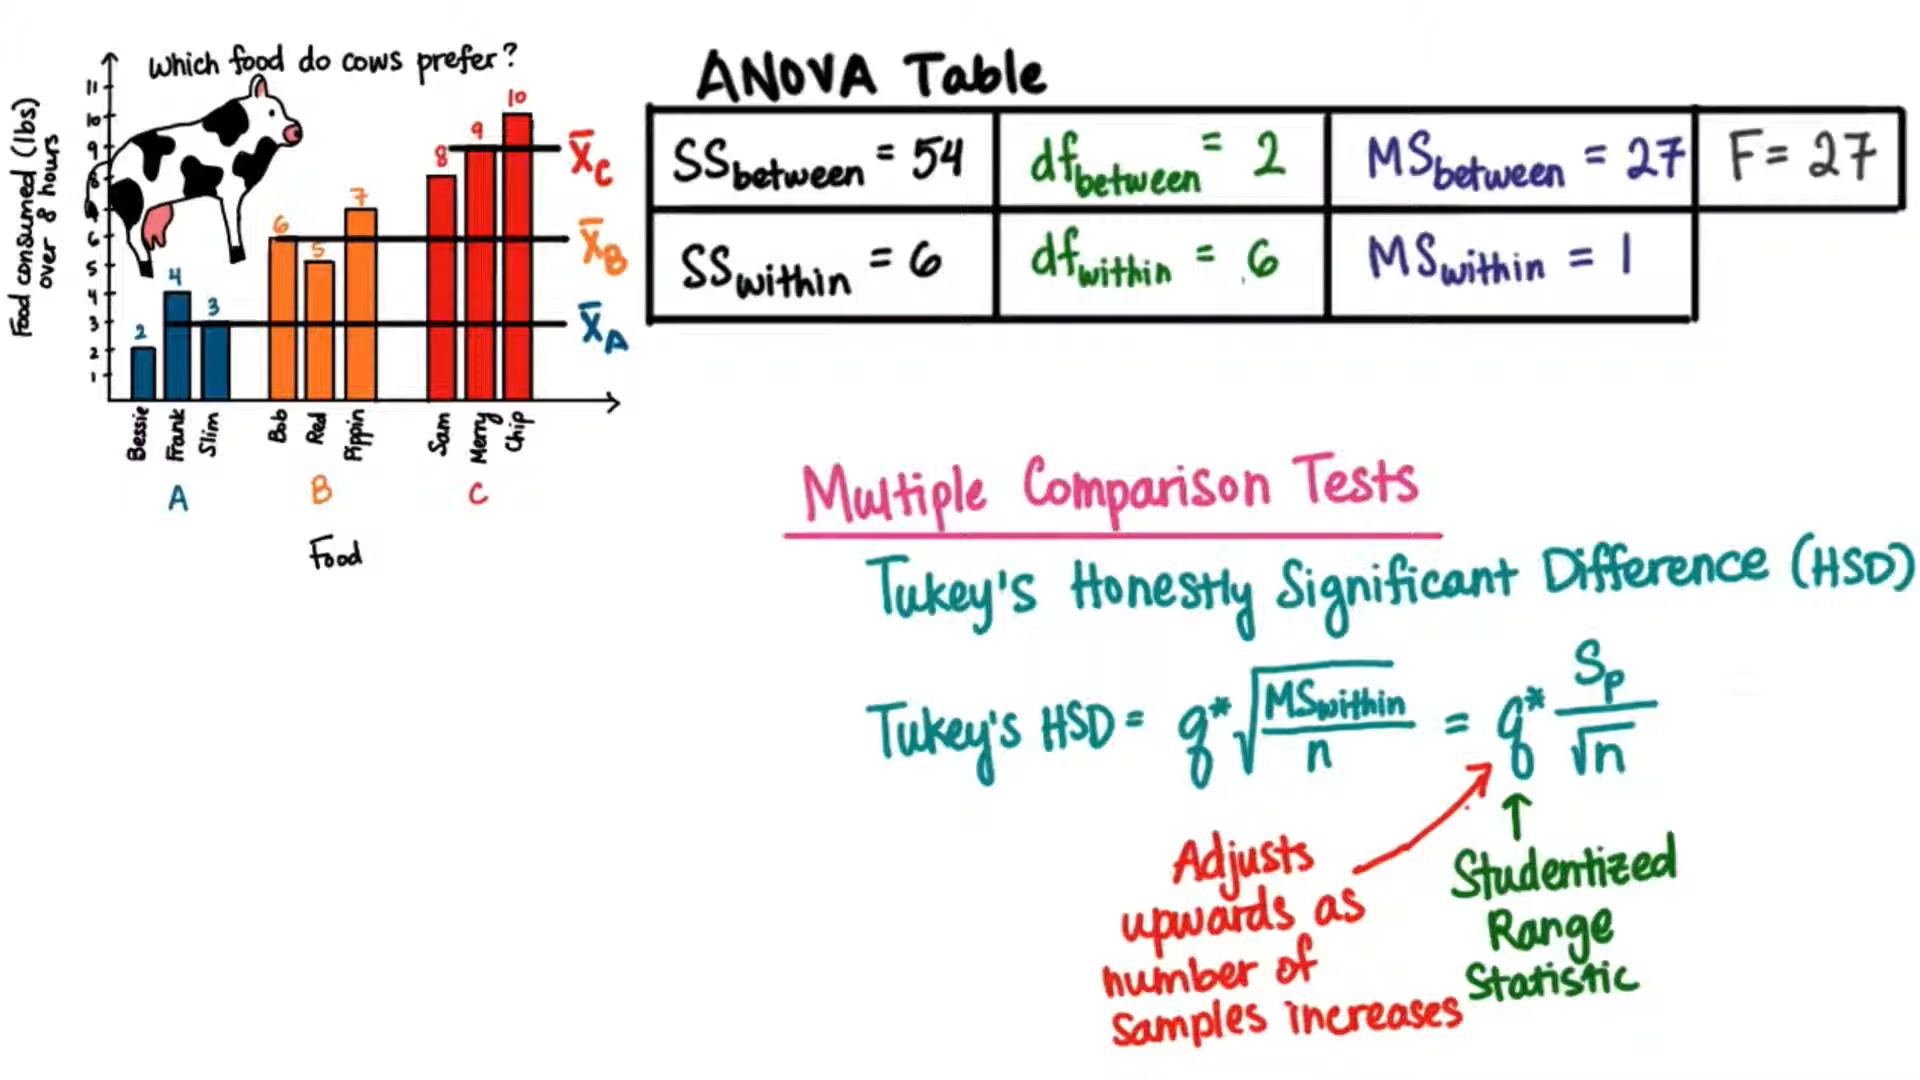 Which food do cows prefer?
Food consumed (lbs)
over 8 hours
11
10
9
8
6
5
4
3
2
1
2
4
3
6
5
7
8
9
10
X̄C
X̄B
X̄A
Bessie
Frank
Slim
Bob
Red
Pippin
Sam
Merry
Chip
A
B
C
Food
ANOVA Table
SSbetween = 54
dfbetween = 2
MSbetween = 27
F = 27
SSwithin = 6
dfwithin = 6
MSwithin = 1
Multiple Comparison Tests
Tukey's Honestly Significant Difference (HSD)
Tukey's HSD = q* √(MSwithin / n) = q* Sp / √n
Adjusts
upwards as
number of
samples increases
Studentized
Range
Statistic